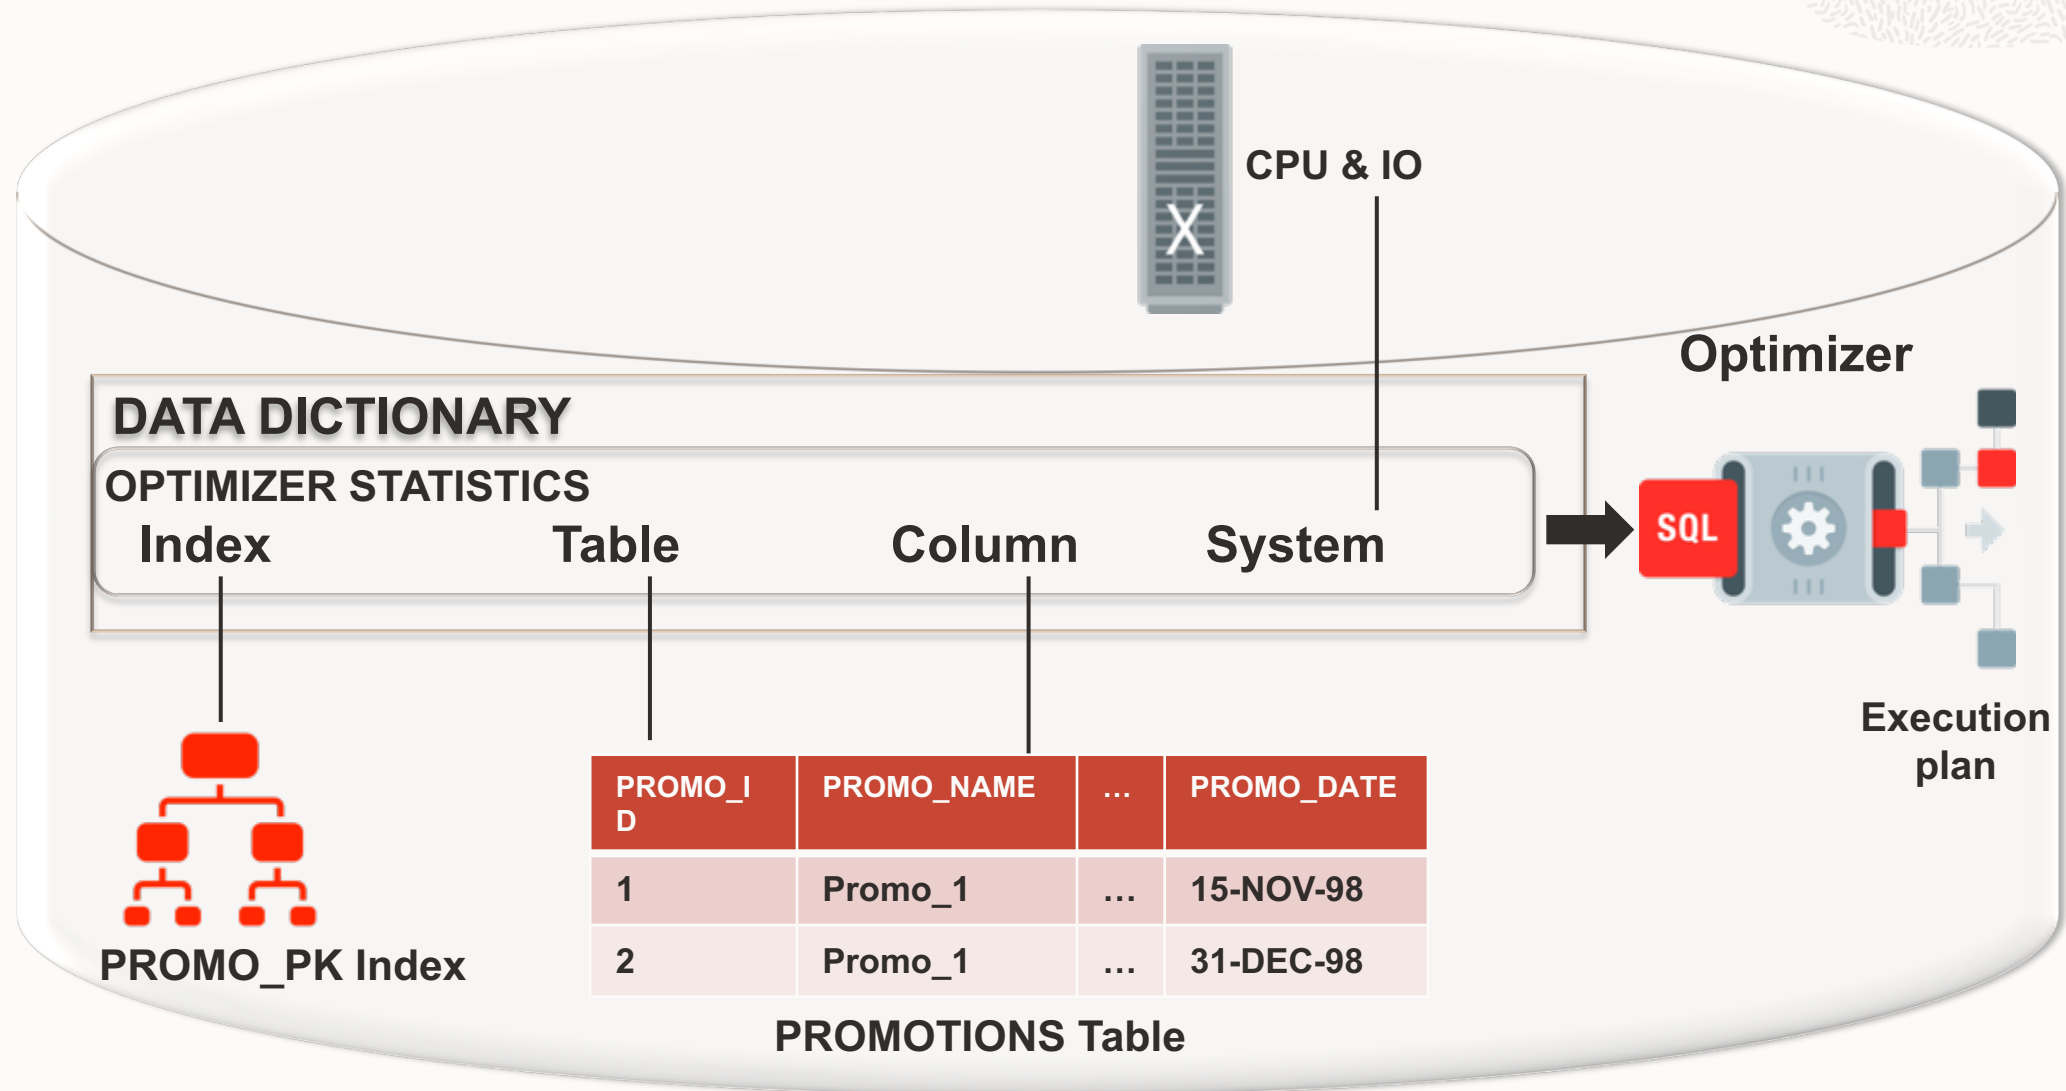 X
CPU & IO
Optimizer
DATA DICTIONARY
OPTIMIZER STATISTICS
Index Table Column System
SQL
Execution
plan
PROMO_I
D PROMO_NAME … PROMO_DATE
1 Promo_1 … 15-NOV-98
2 Promo_1 … 31-DEC-98
PROMO_PK Index
PROMOTIONS Table